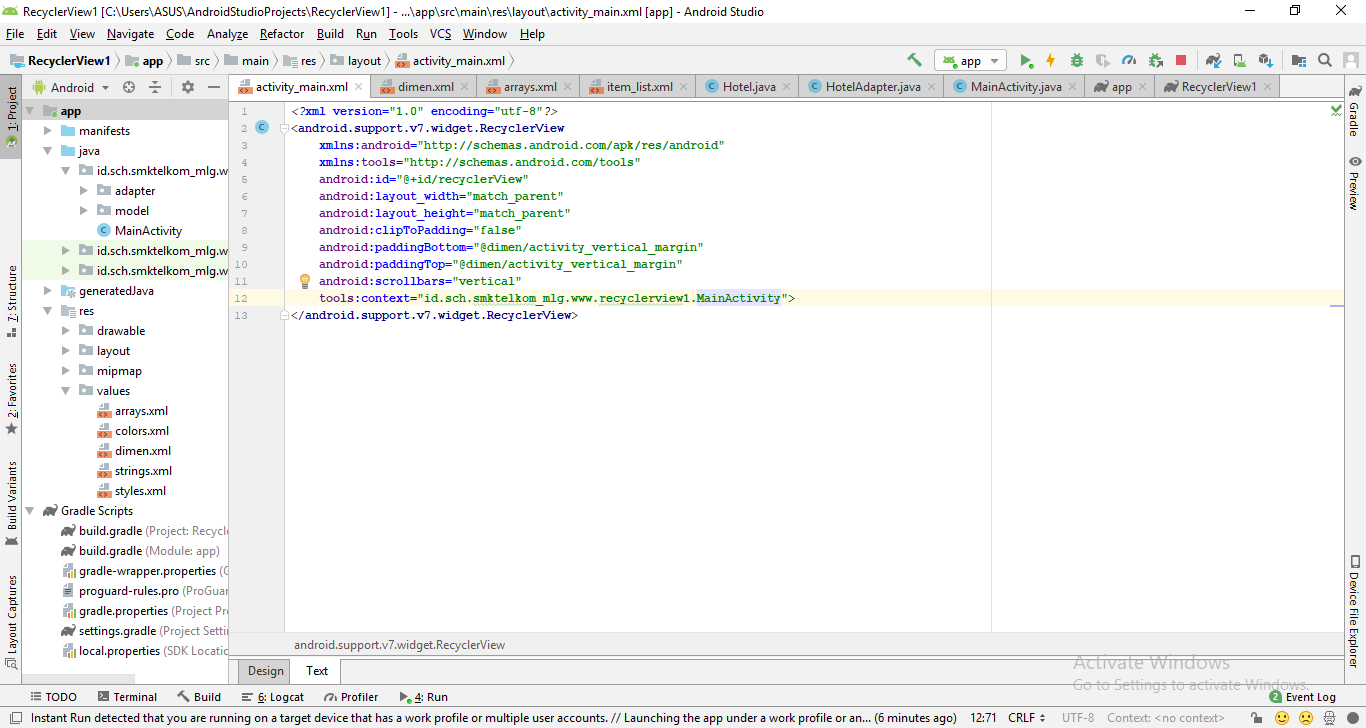 RecyclerView1 [C:\Users\ASUS\AndroidStudioProjects\RecyclerView1] - ...\app\src\main\res\layout\activity_main.xml [app] - Android Studio
File Edit View Navigate Code Analyze Refactor Build Run Tools VCS Window Help
RecyclerView1 app src main res layout activity_main.xml app
Android activity_main.xml dimen.xml arrays.xml item_list.xml Hotel.java HotelAdapter.java MainActivity.java app RecyclerView1
1: Project
7: Structure
2: Favorites
Build Variants
Layout Captures
app
manifests
java
id.sch.smktelkom_mlg.w
adapter
model
MainActivity
id.sch.smktelkom_mlg.w
id.sch.smktelkom_mlg.w
generatedJava
res
drawable
layout
mipmap
values
arrays.xml
colors.xml
dimen.xml
strings.xml
styles.xml
Gradle Scripts
build.gradle (Project: Recycl
build.gradle (Module: app)
gradle-wrapper.properties (G
proguard-rules.pro (ProGuar
gradle.properties (Project Pr
settings.gradle (Project Setti
local.properties (SDK Locatio
1 <?xml version="1.0" encoding="utf-8"?>
2 C <android.support.v7.widget.RecyclerView
3 xmlns:android="http://schemas.android.com/apk/res/android"
4 xmlns:tools="http://schemas.android.com/tools"
5 android:id="@+id/recyclerView"
6 android:layout_width="match_parent"
7 android:layout_height="match_parent"
8 android:clipToPadding="false"
9 android:paddingBottom="@dimen/activity_vertical_margin"
10 android:paddingTop="@dimen/activity_vertical_margin"
11 android:scrollbars="vertical"
12 tools:context="id.sch.smktelkom_mlg.www.recyclerview1.MainActivity">
13 </android.support.v7.widget.RecyclerView>
android.support.v7.widget.RecyclerView
Design Text
Gradle
Preview
Device File Explorer
Activate Windows
Go to Settings to activate Windows.
TODO Terminal Build 6: Logcat Profiler 4: Run 2 Event Log
Instant Run detected that you are running on a target device that has a work profile or multiple user accounts. // Launching the app under a work profile or an... (6 minutes ago) 12:71 CRLF UTF-8 Context: <no context>